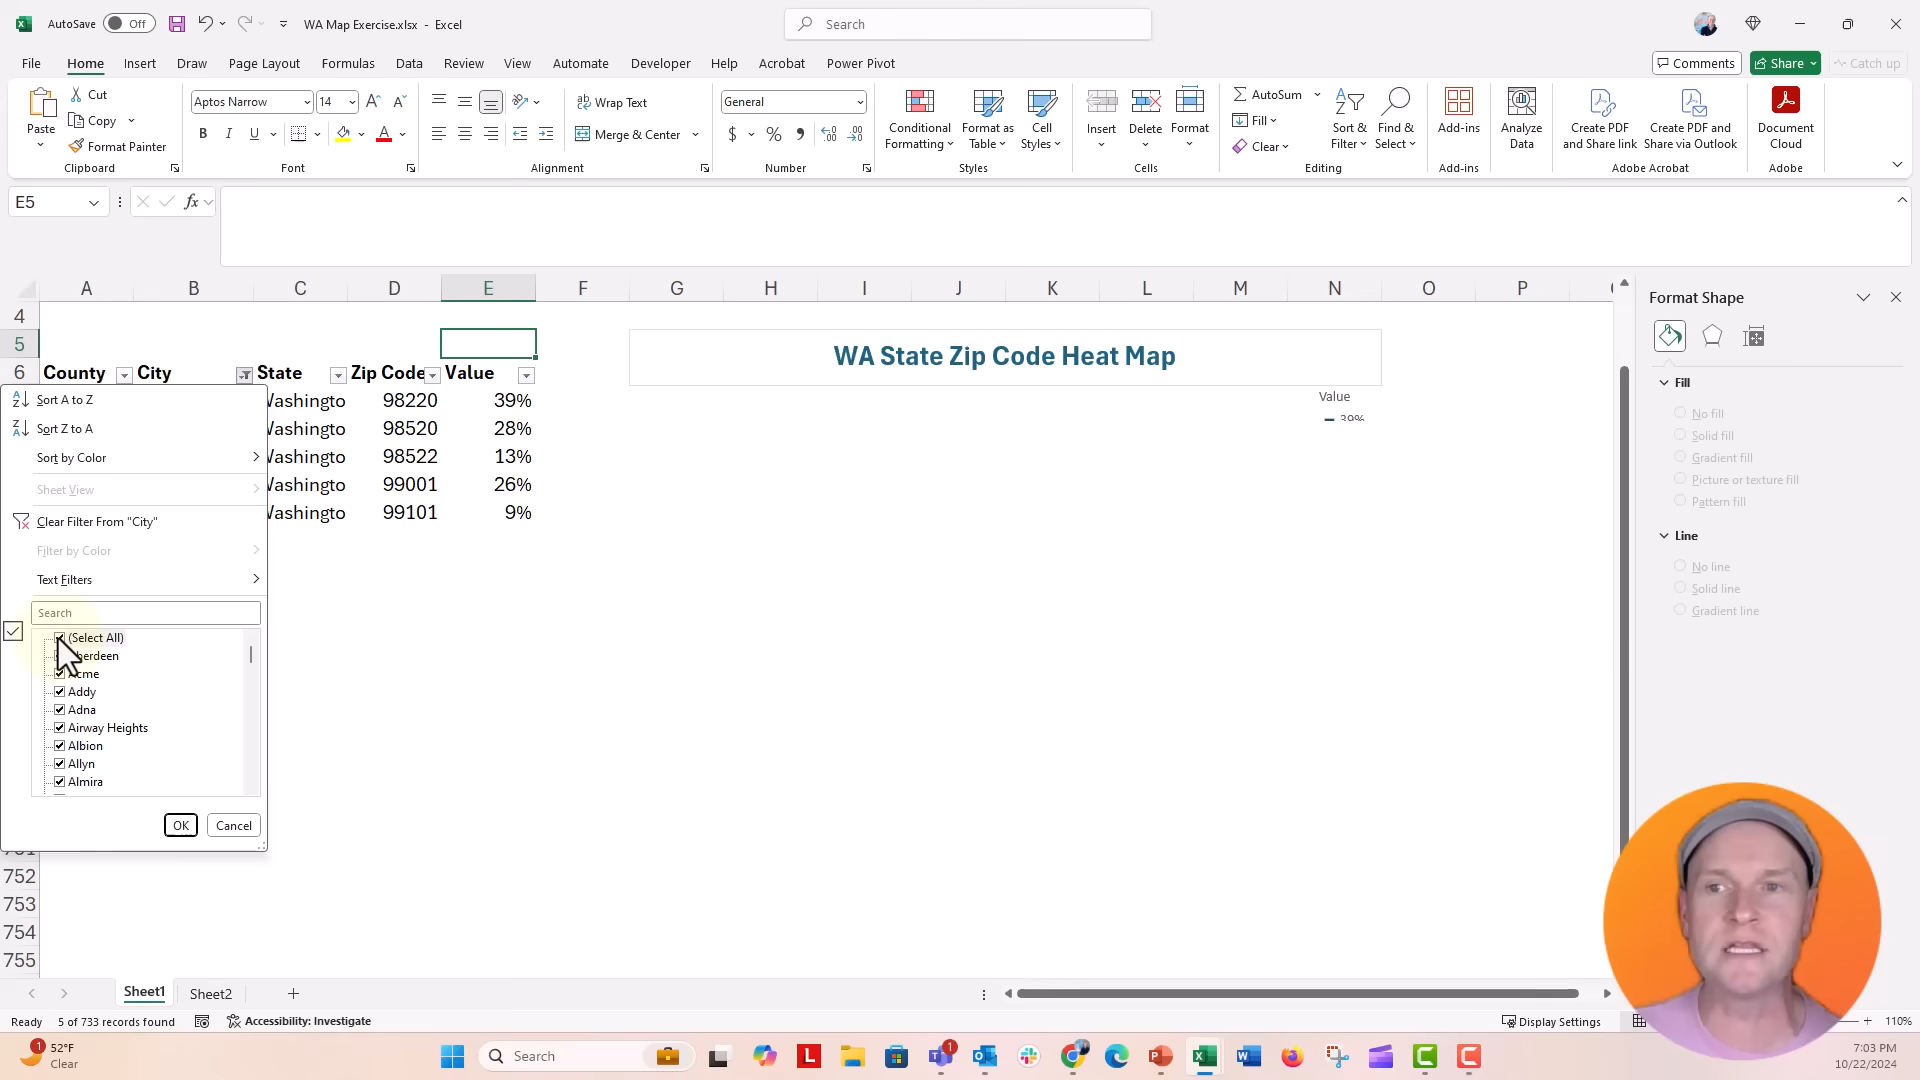 AutoSave Off WA Map Exercise.xlsx - Excel Search
File Home Insert Draw Page Layout Formulas Data Review View Automate Developer Help Acrobat Power Pivot Comments Share Catch up
Paste Cut Copy Format Painter Clipboard
Aptos Narrow 14 B I U Font
Wrap Text Merge & Center Alignment
General $ % Number
Conditional Formatting Format as Table Cell Styles Styles
Insert Delete Format Cells
AutoSum Fill Clear Sort & Filter Find & Select Editing
Add-ins Add-ins
Analyze Data
Create PDF and Share link Create PDF and Share via Outlook Adobe Acrobat
Document Cloud Adobe
E5 fx
A B C D E F G H I J K L M N O P
4
5
WA State Zip Code Heat Map
6 County City State Zip Code Value
Value
39%
Washingto 98220 39%
Washingto 98520 28%
Washingto 98522 13%
Washingto 99001 26%
Washingto 99101 9%
Sort A to Z
Sort Z to A
Sort by Color
Sheet View
Clear Filter From "City"
Filter by Color
Text Filters
Search
(Select All)
Addy
Adna
Airway Heights
Albion
Allyn
Almira
OK Cancel
752
753
754
755
Format Shape
Fill
No fill
Solid fill
Gradient fill
Picture or texture fill
Pattern fill
Line
No line
Solid line
Gradient line
Sheet1 Sheet2
Ready 5 of 733 records found Accessibility: Investigate Display Settings 110%
1 52°F
Clear
Search
1
7:03 PM
10/22/2024